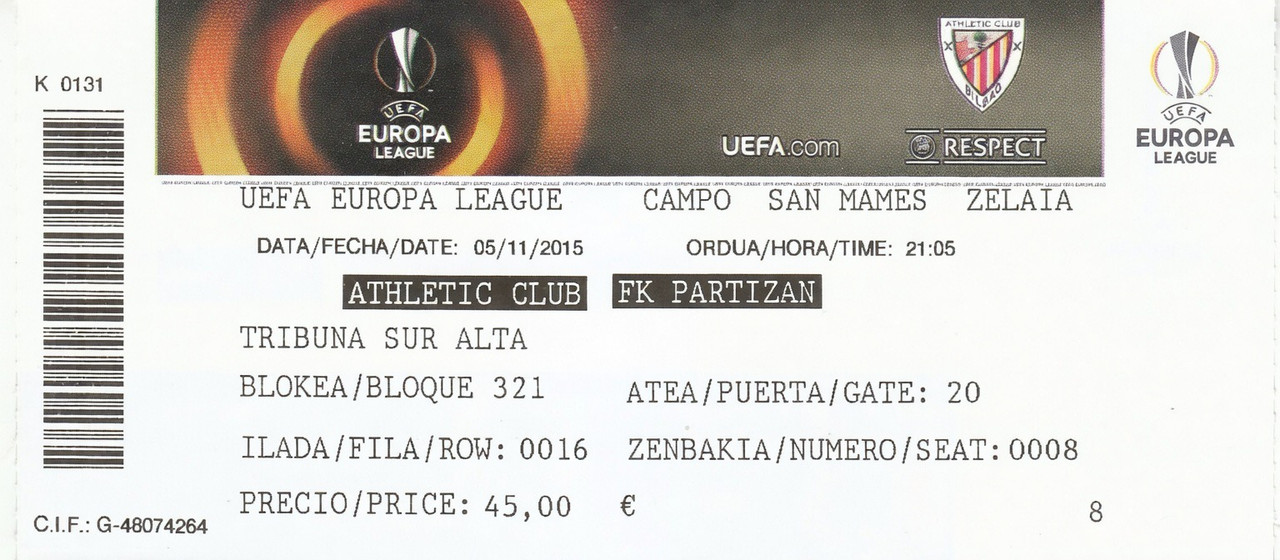 K 0131
UEFA
EUROPA
LEAGUE
UEFA.com
ATHLETIC CLUB
BILBAO
RESPECT
UEFA
EUROPA
LEAGUE
UEFA EUROPA LEAGUE CAMPO SAN MAMES ZELAIA
DATA/FECHA/DATE: 05/11/2015 ORDUA/HORA/TIME: 21:05
ATHLETIC CLUB FK PARTIZAN
TRIBUNA SUR ALTA
BLOKEA/BLOQUE 321 ATEA/PUERTA/GATE: 20
ILADA/FILA/ROW: 0016 ZENBAKIA/NUMERO/SEAT: 0008
PRECIO/PRICE: 45,00 €
8
C.I.F.: G-48074264